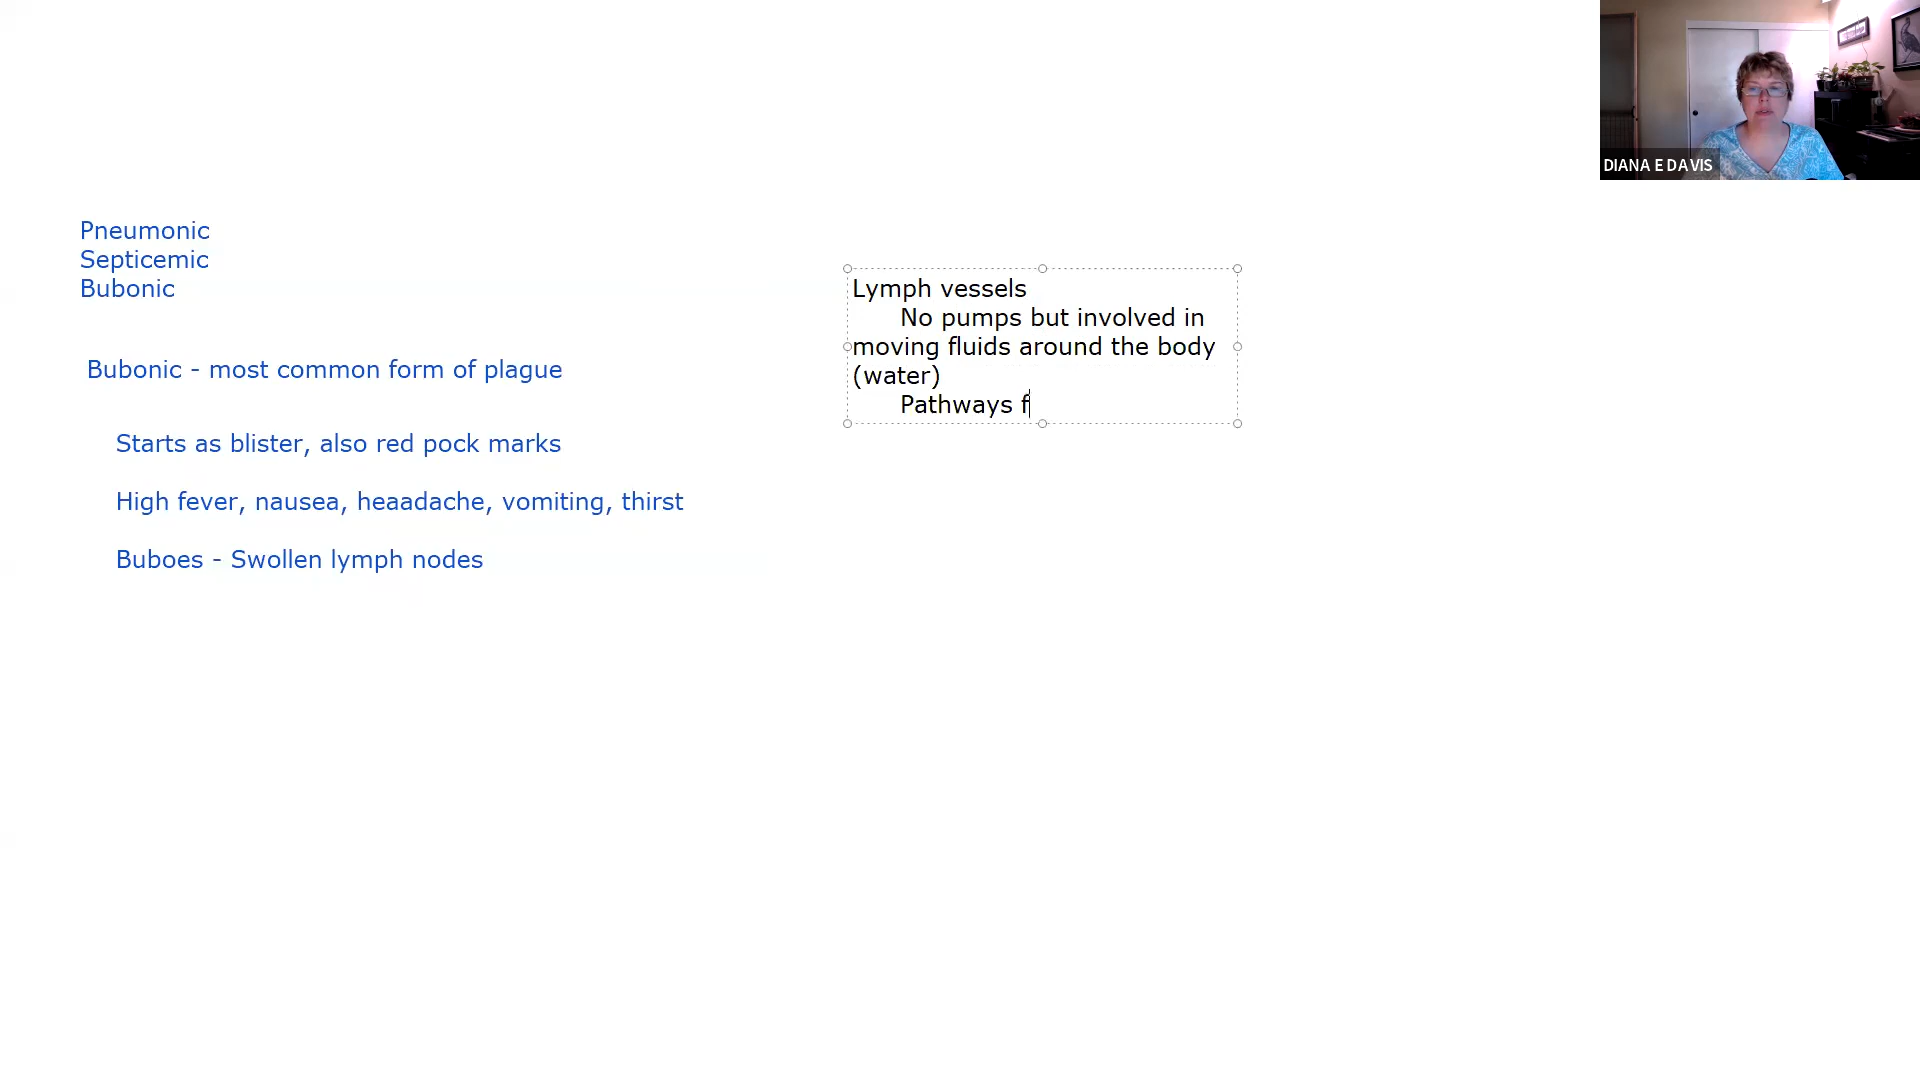 DIANA E DAVIS
Pneumonic
Septicemic
Bubonic
Bubonic - most common form of plague
Starts as blister, also red pock marks
High fever, nausea, heaadache, vomiting, thirst
Buboes - Swollen lymph nodes
Lymph vessels
No pumps but involved in
moving fluids around the body
(water)
Pathways f